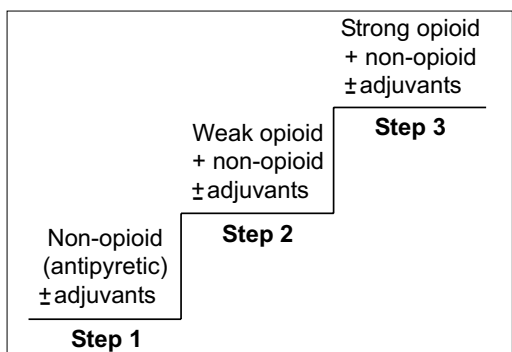 Strong opioid
+ non-opioid
± adjuvants
Step 3
Weak opioid
+ non-opioid
± adjuvants
Step 2
Non-opioid
(antipyretic)
± adjuvants
Step 1